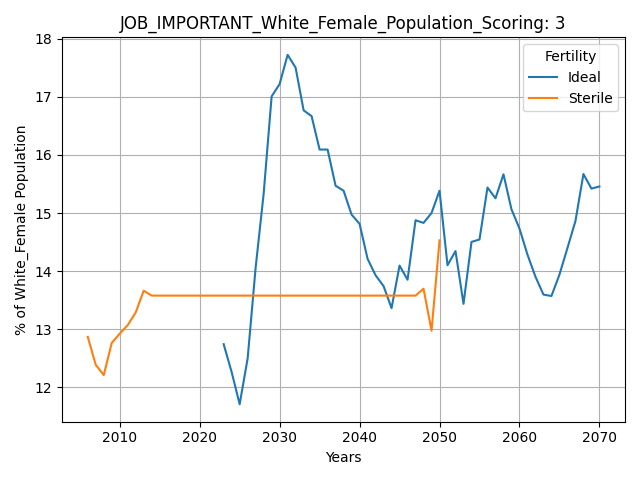 JOB_IMPORTANT_White_Female_Population_Scoring: 3
Fertility
Ideal
Sterile
% of White_Female Population
18
17
16
15
14
13
12
2010 2020 2030 2040 2050 2060 2070
Years